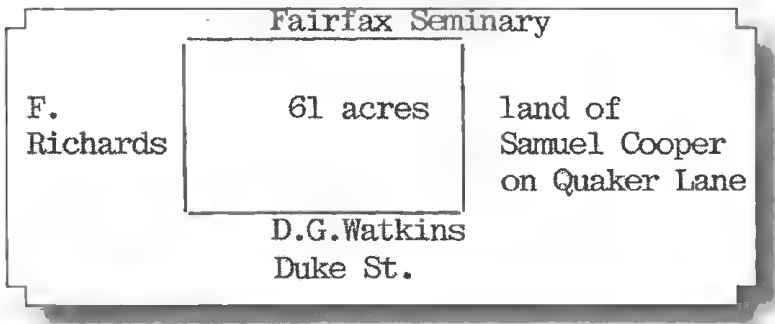 Fairfax Seminary
F.
Richards
61 acres
land of
Samuel Cooper
on Quaker Lane
D.G.Watkins
Duke St.